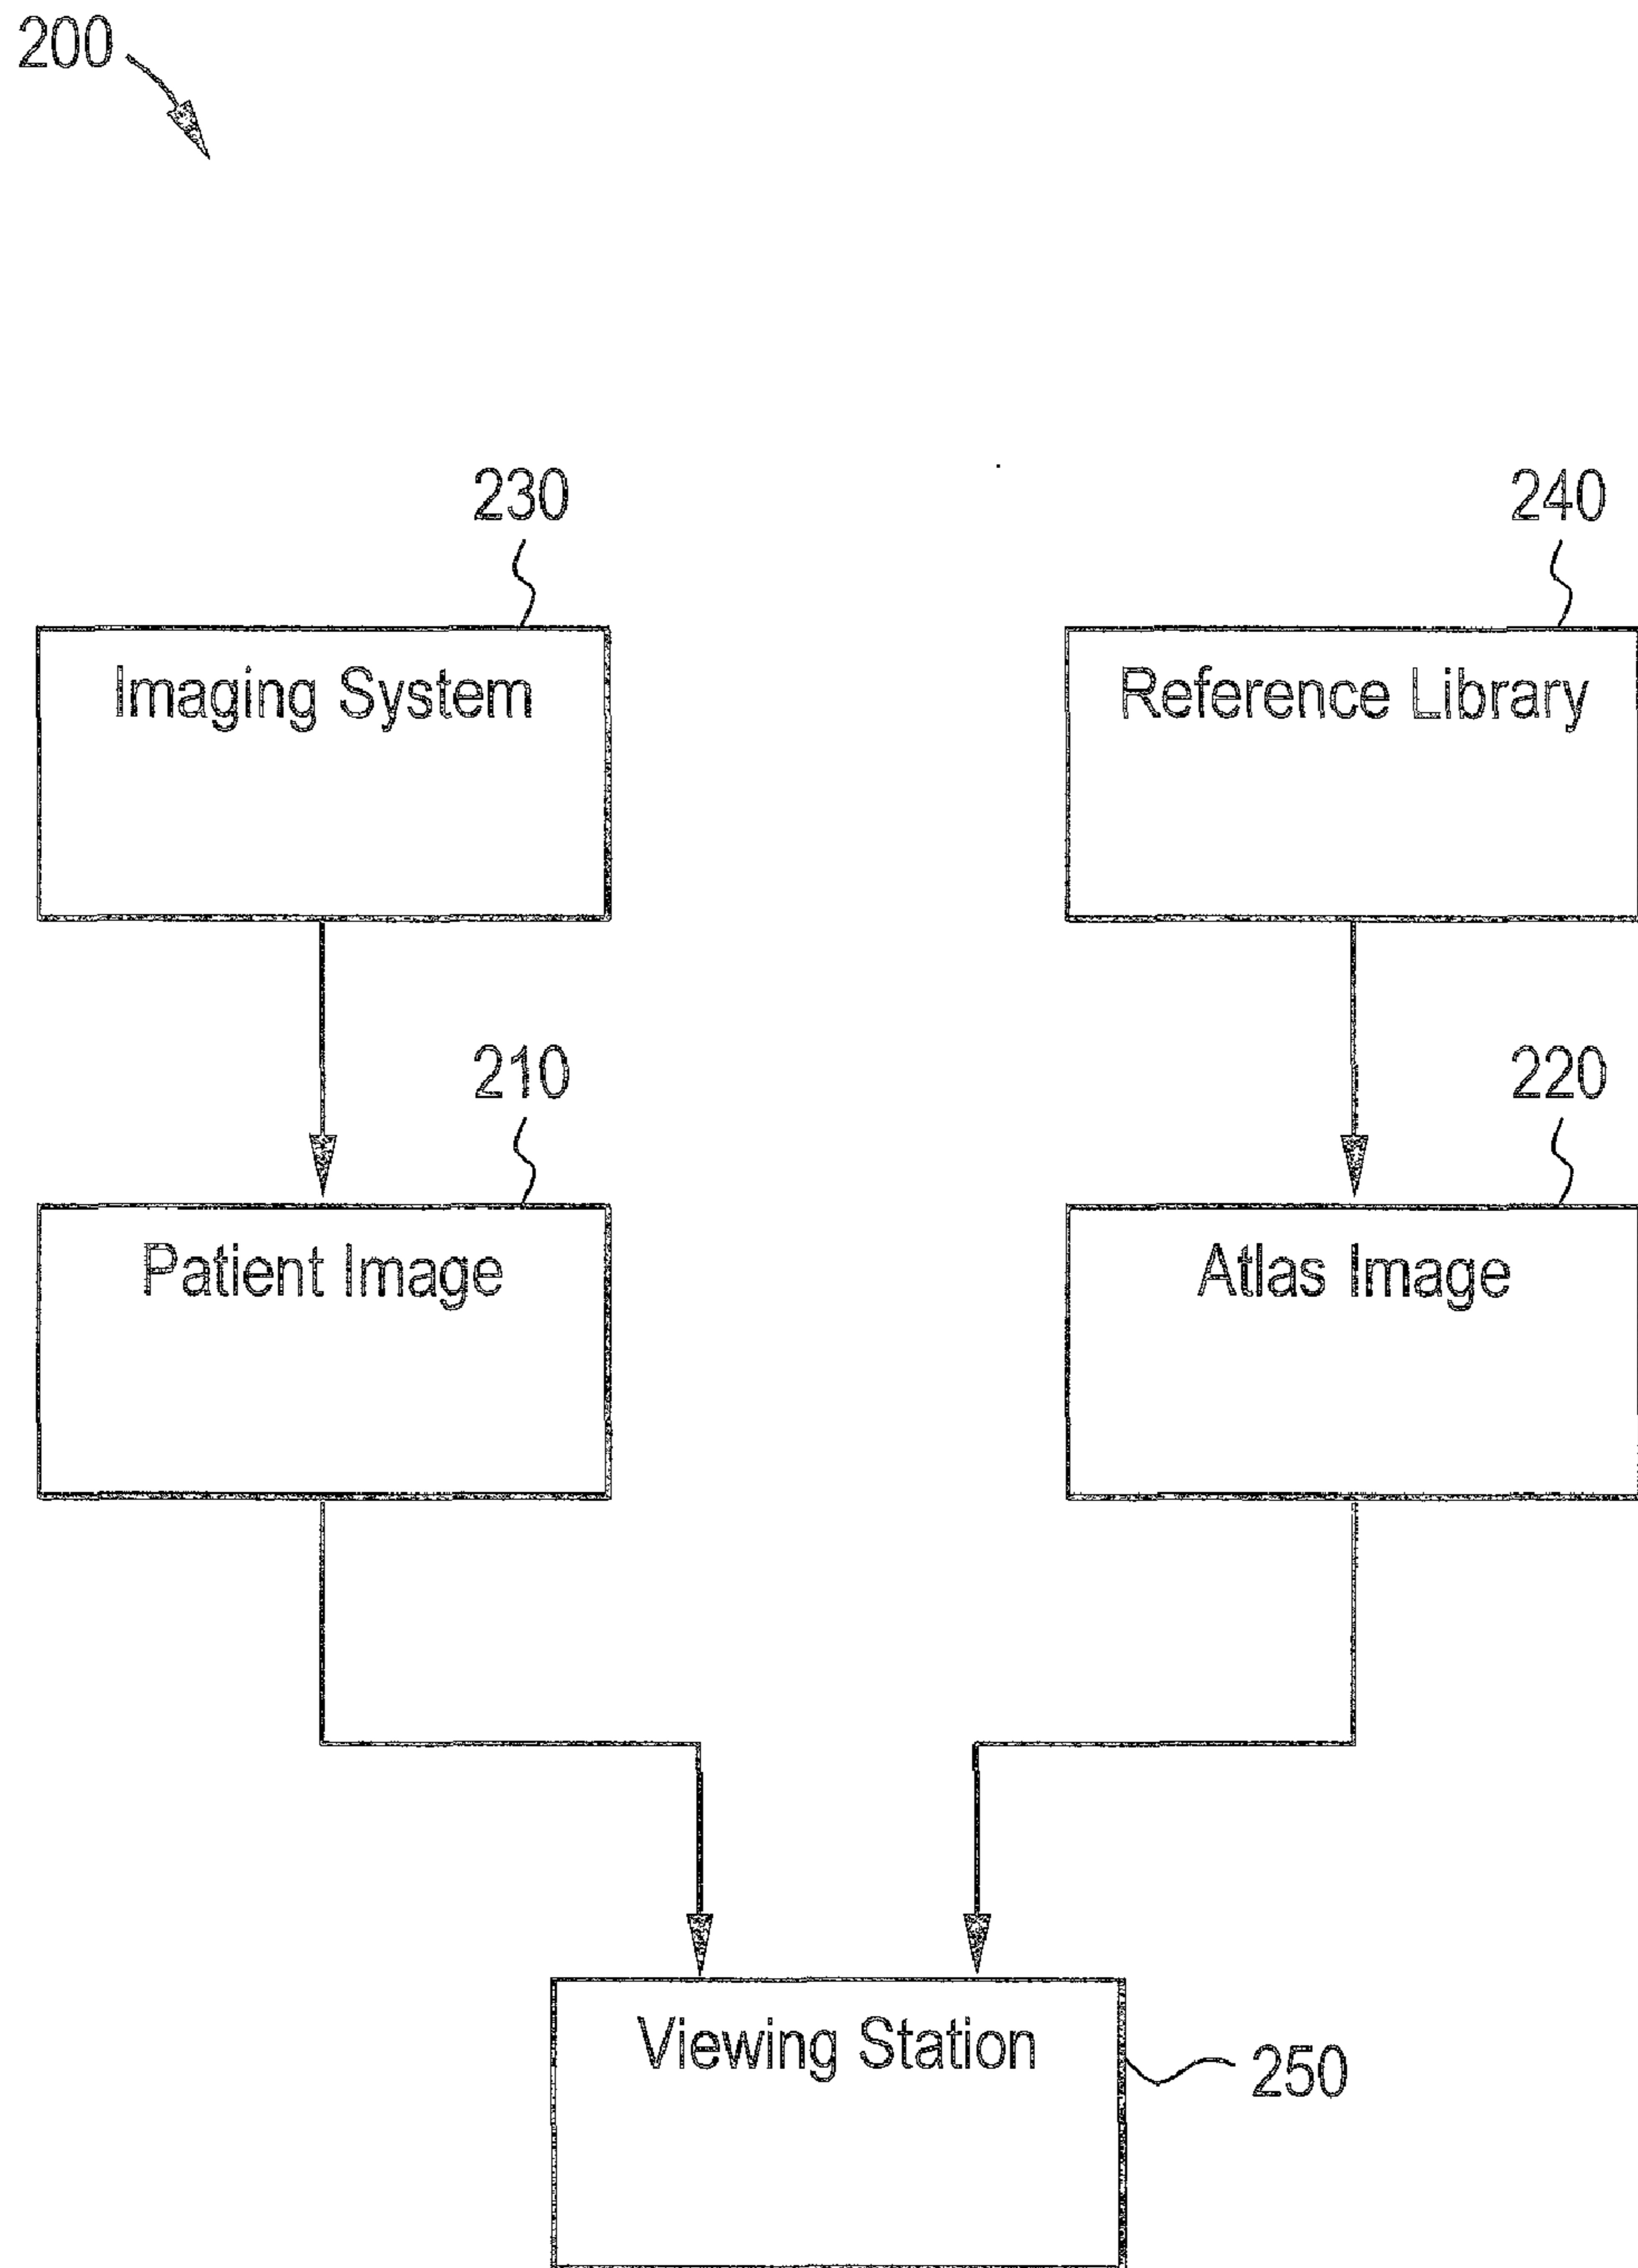 200
230
240
Imaging System
Reference Library
210
220
Patient Image
Atlas Image
Viewing Station
250